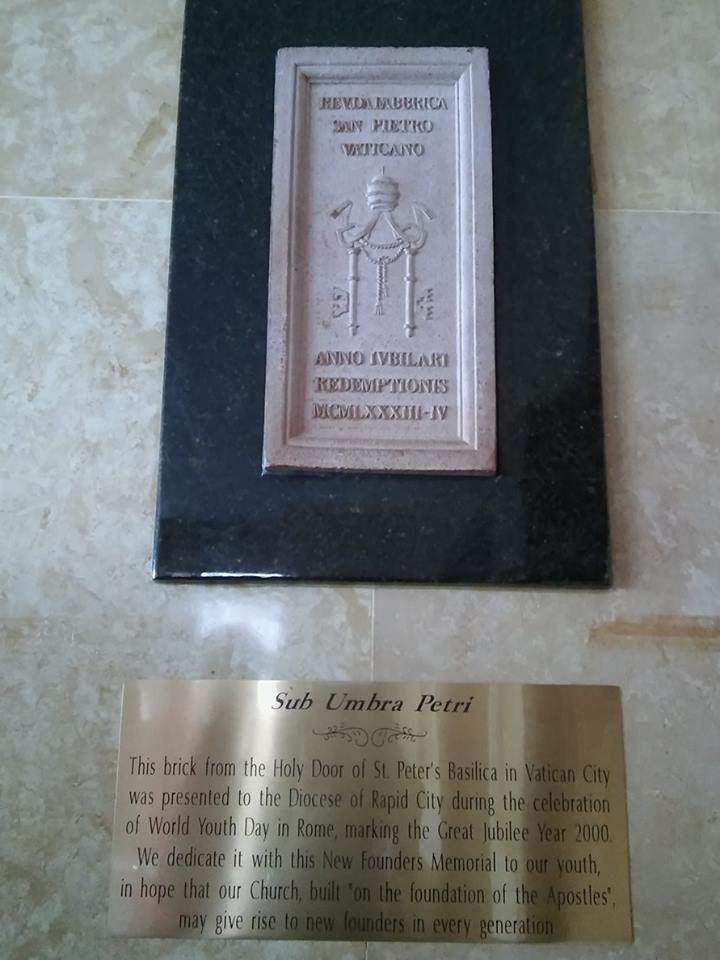 REV.DA FABBRICA
SAN PIETRO
VATICANO
ANNO IVBILARI
REDEMPTIONIS
MCMLXXXIII-IV
Sub Umbra Petri
This brick from the Holy Door of St. Peter's Basilica in Vatican City
was presented to the Diocese of Rapid City during the celebration
of World Youth Day in Rome, marking the Great Jubilee Year 2000.
We dedicate it with this New Founders Memorial to our youth,
in hope that our Church, built "on the foundation of the Apostles",
may give rise to new founders in every generation